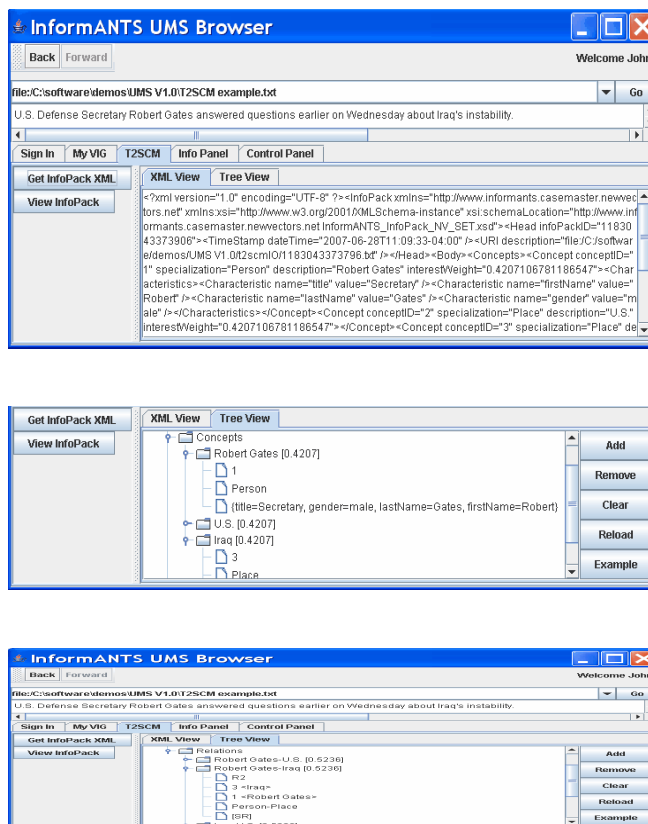 InformANTS UMS Browser
Back Forward Welcome John
file:/C:\software\demos\UMS V1.0\T2SCM example.txt Go
U.S. Defense Secretary Robert Gates answered questions earlier on Wednesday about Iraq's instability.
Sign In My VIG T2SCM Info Panel Control Panel
Get InfoPack XML XML View Tree View
View InfoPack
<?xml version="1.0" encoding="UTF-8" ?><InfoPack xmlns="http://www.informants.casemaster.newvec
tors.net" xmlns:xsi="http://www.w3.org/2001/XMLSchema-instance" xsi:schemaLocation="http://www.inf
ormants.casemaster.newvectors.net InformANTS_InfoPack_NV_SET.xsd"><Head infoPackID="11830
43373906"><TimeStamp dateTime="2007-06-28T11:09:33-04:00" /><URI description="file:/C:/softwar
e/demos/UMS V1.0/t2scmIO/1183043373796.txt" /></Head><Body><Concepts><Concept conceptID="
1" specialization="Person" description="Robert Gates" interestWeight="0.4207106781186547"><Char
acteristics><Characteristic name="title" value="Secretary" /><Characteristic name="firstName" value="
Robert" /><Characteristic name="lastName" value="Gates" /><Characteristic name="gender" value="m
ale" /></Characteristics></Concept><Concept conceptID="2" specialization="Place" description="U.S."
interestWeight="0.4207106781186547"></Concept><Concept conceptID="3" specialization="Place" de
Get InfoPack XML XML View Tree View
View InfoPack
Concepts
Robert Gates [0.4207]
1
Person
{title=Secretary, gender=male, lastName=Gates, firstName=Robert}
U.S. [0.4207]
Iraq [0.4207]
3
Place
Add
Remove
Clear
Reload
Example
InformANTS UMS Browser
Back Forward Welcome John
file:/C:\software\demos\UMS V1.0\T2SCM example.txt Go
U.S. Defense Secretary Robert Gates answered questions earlier on Wednesday about Iraq's instability.
Sign In My VIG T2SCM Info Panel Control Panel
Get InfoPack XML XML View Tree View
View InfoPack
Relations
Robert Gates-U.S. [0.5236]
Robert Gates-Iraq [0.5236]
R2
3 <Iraq>
1 <Robert Gates>
Person-Place
[SR]
Add
Remove
Clear
Reload
Example